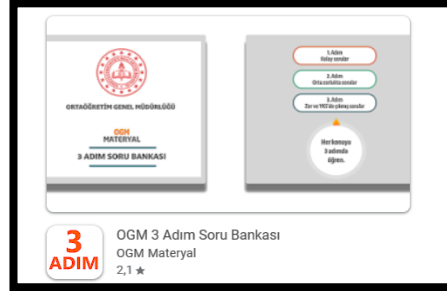 ORTAÖĞRETİM GENEL MÜDÜRLÜĞÜ
OGM
MATERYAL
3 ADIM SORU BANKASI
1. Adım
Kolay sorular
2. Adım
Orta zorlukta sorular
3. Adım
Zor ve YKS'de çıkmış sorular
Her konuyu
3 adımda
öğren.
3
ADIM
OGM 3 Adım Soru Bankası
OGM Materyal
2,1 ★